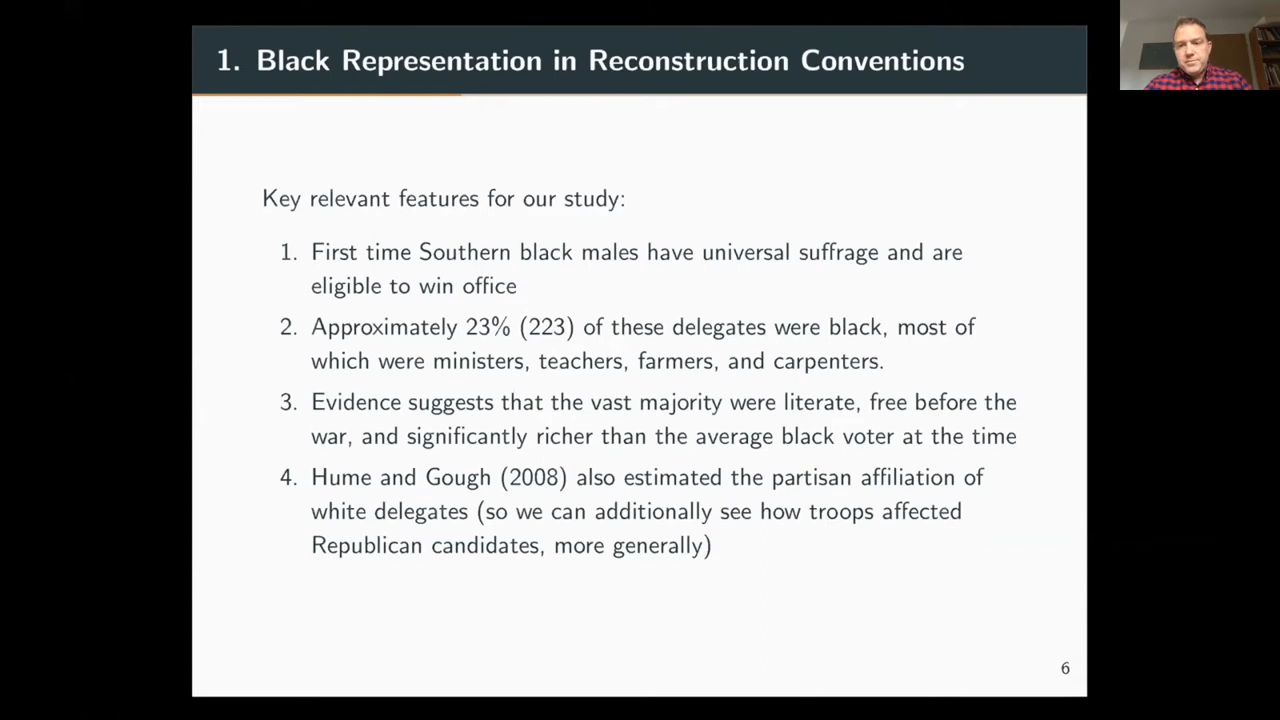 1. Black Representation in Reconstruction Conventions
Key relevant features for our study:
1. First time Southern black males have universal suffrage and are
eligible to win office
2. Approximately 23% (223) of these delegates were black, most of
which were ministers, teachers, farmers, and carpenters.
3. Evidence suggests that the vast majority were literate, free before the
war, and significantly richer than the average black voter at the time
4. Hume and Gough (2008) also estimated the partisan affiliation of
white delegates (so we can additionally see how troops affected
Republican candidates, more generally)
6